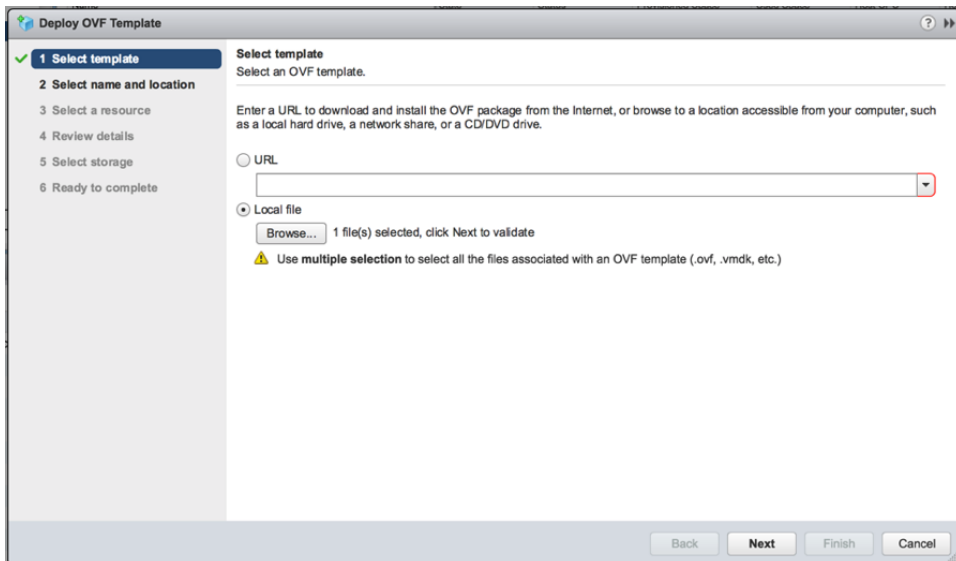 Deploy OVF Template
1 Select template
2 Select name and location
3 Select a resource
4 Review details
5 Select storage
6 Ready to complete
Select template
Select an OVF template.
Enter a URL to download and install the OVF package from the Internet, or browse to a location accessible from your computer, such
as a local hard drive, a network share, or a CD/DVD drive.
URL
Local file
Browse... 1 file(s) selected, click Next to validate
Use multiple selection to select all the files associated with an OVF template (.ovf, .vmdk, etc.)
Back Next Finish Cancel